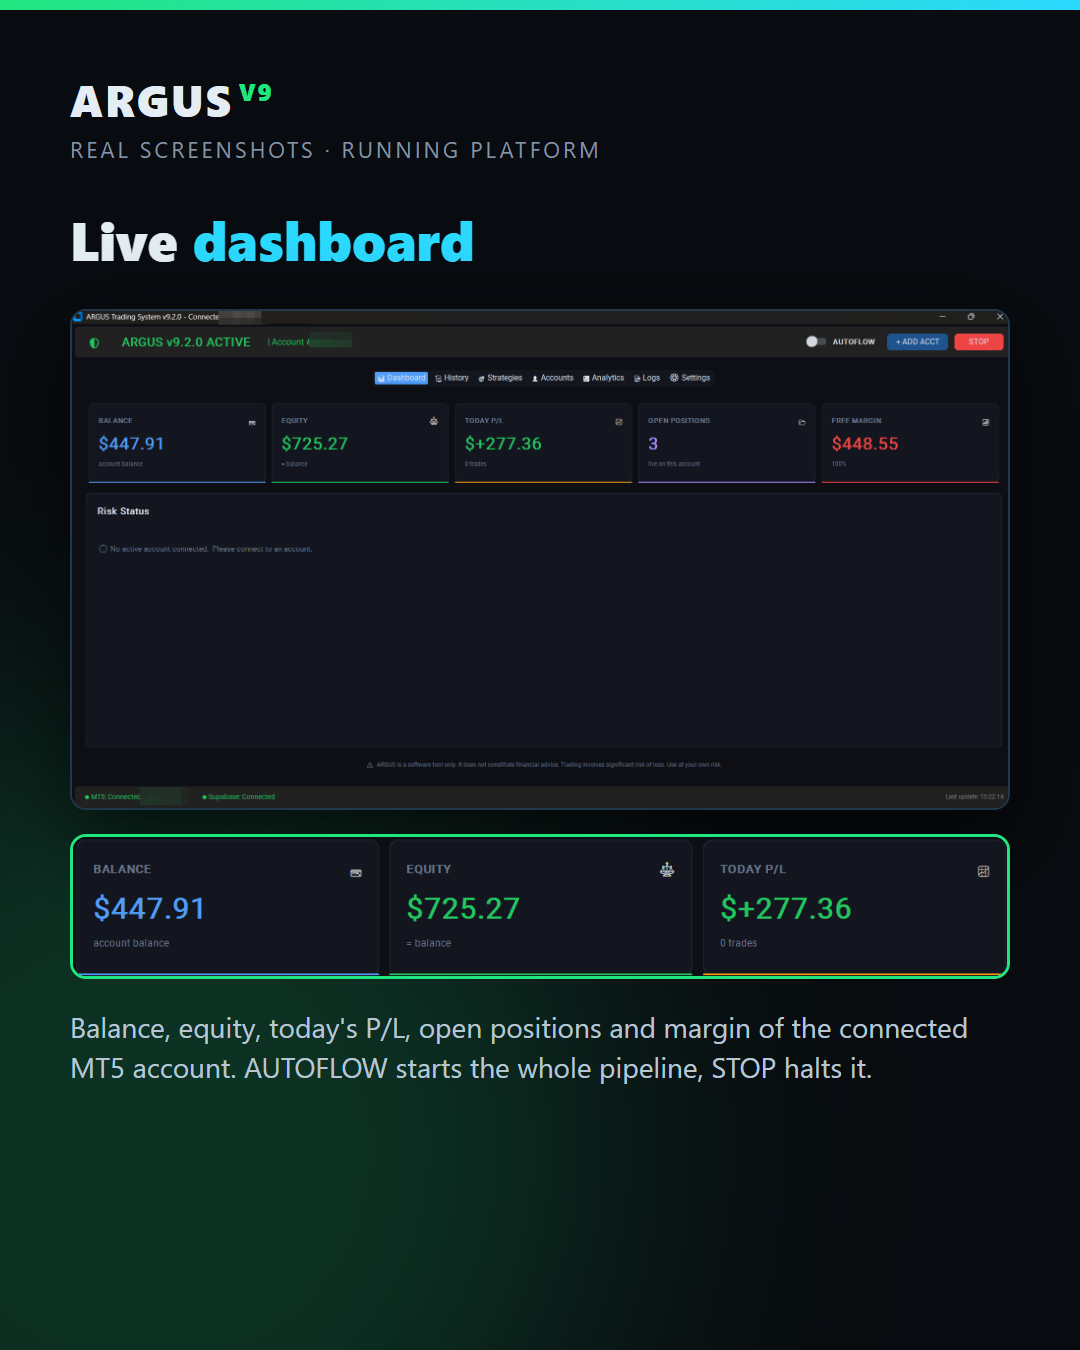 ARGUS V9
REAL SCREENSHOTS · RUNNING PLATFORM
Live dashboard
ARGUS Trading System v9.2.0 - Connecte
ARGUS v9.2.0 ACTIVE | Account AUTOFLOW + ADD ACCT STOP
Dashboard History Strategies Accounts Analytics Logs Settings
BALANCE EQUITY TODAY P/L OPEN POSITIONS FREE MARGIN
$447.91 $725.27 $+277.36 3 $448.55
account balance = balance 0 trades live on this account 100%
Risk Status
No active account connected. Please connect to an account.
ARGUS is a software tool only. It does not constitute financial advice. Trading involves significant risk of loss. Use at your own risk.
MT5: Connected Supabase: Connected Last update: 15:22:14
BALANCE EQUITY TODAY P/L
$447.91 $725.27 $+277.36
account balance = balance 0 trades
Balance, equity, today's P/L, open positions and margin of the connected
MT5 account. AUTOFLOW starts the whole pipeline, STOP halts it.